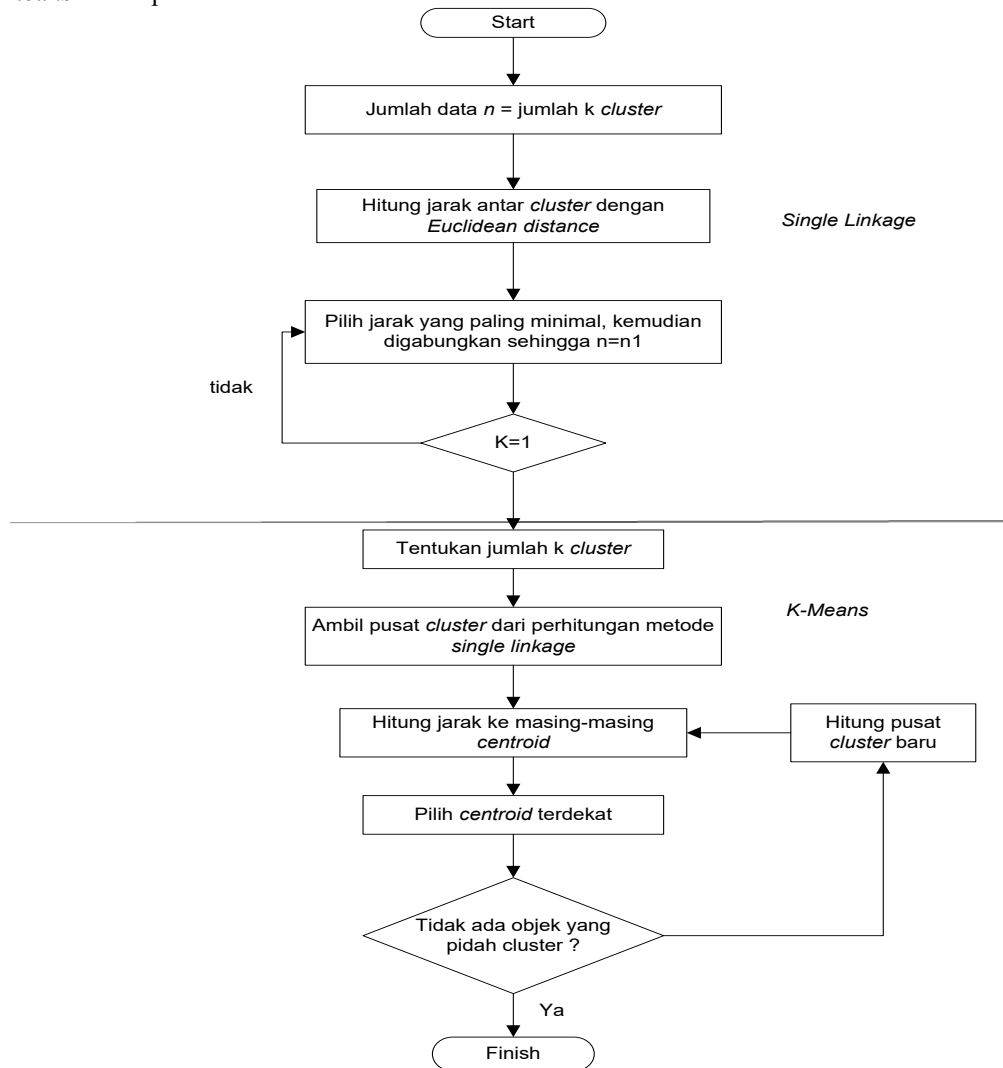 Start
Jumlah data n = jumlah k cluster
Hitung jarak antar cluster dengan
Euclidean distance
Single Linkage
Pilih jarak yang paling minimal, kemudian
digabungkan sehingga n=n1
tidak
K=1
Tentukan jumlah k cluster
K-Means
Ambil pusat cluster dari perhitungan metode
single linkage
Hitung jarak ke masing-masing
centroid
Hitung pusat
cluster baru
Pilih centroid terdekat
Tidak ada objek yang
pidah cluster ?
Ya
Finish